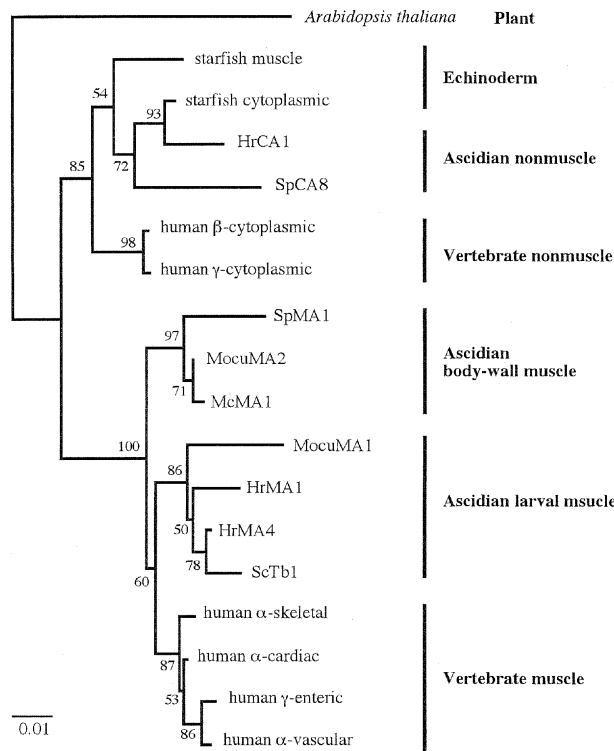 Arabidopsis thaliana Plant
starfish muscle
Echinoderm
54
starfish cytoplasmic
93
HrCA1
Ascidian nonmuscle
72
85
SpCA8
human β-cytoplasmic
98
Vertebrate nonmuscle
human γ-cytoplasmic
SpMA1
97
MocuMA2
Ascidian
body-wall muscle
71
McMA1
100
MocuMA1
86
HrMA1
Ascidian larval msucle
50
HrMA4
78
ScTb1
60
human α-skeletal
human α-cardiac
87
Vertebrate muscle
53
human γ-enteric
86
human α-vascular
0.01